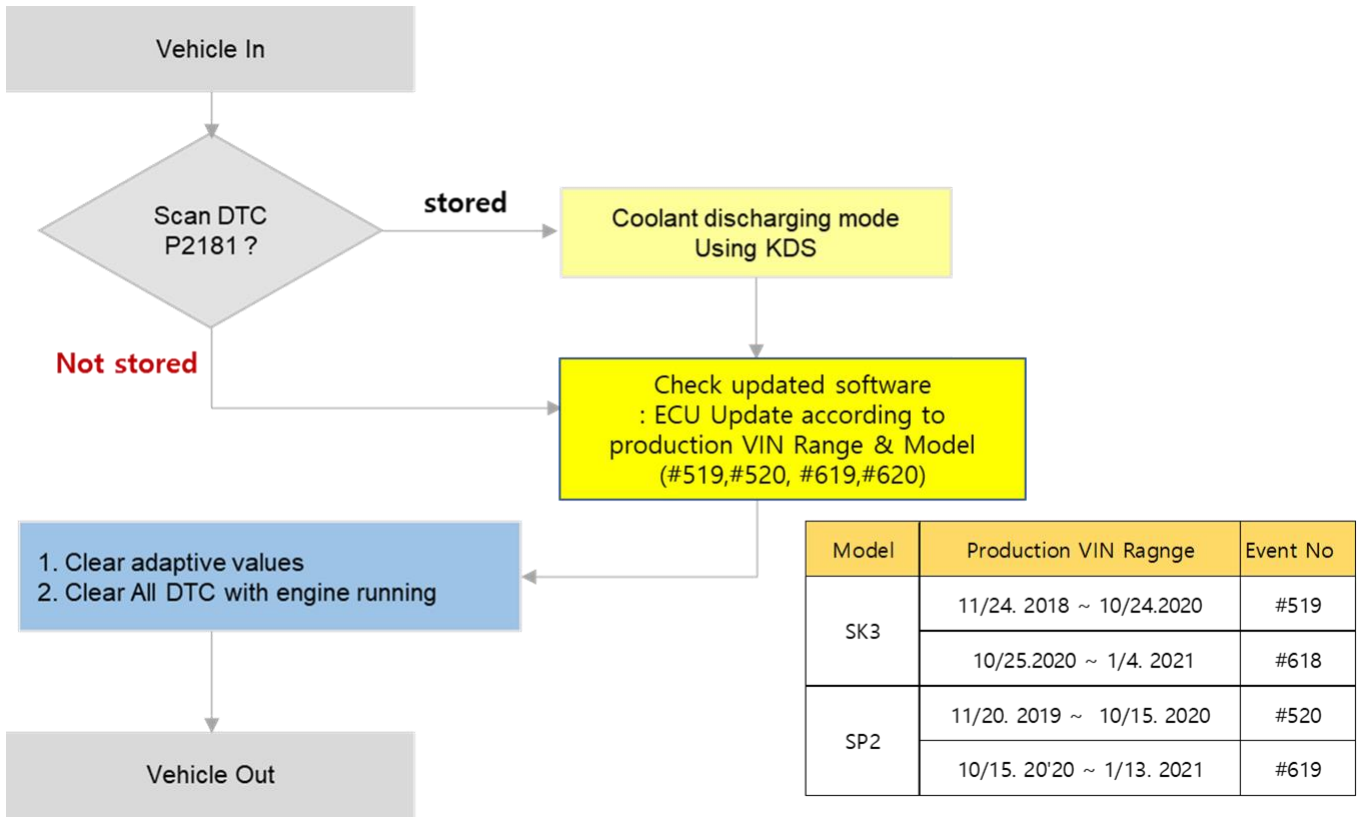 Vehicle In
Scan DTC
P2181 ?
stored
Coolant discharging mode
Using KDS
Not stored
Check updated software
: ECU Update according to
production VIN Range & Model
(#519,#520, #619,#620)
1. Clear adaptive values
2. Clear All DTC with engine running
Vehicle Out
Model Production VIN Ragnge Event No
SK3
11/24. 2018 ~ 10/24.2020 #519
10/25.2020 ~ 1/4. 2021 #618
SP2
11/20. 2019 ~ 10/15. 2020 #520
10/15. 20'20 ~ 1/13. 2021 #619